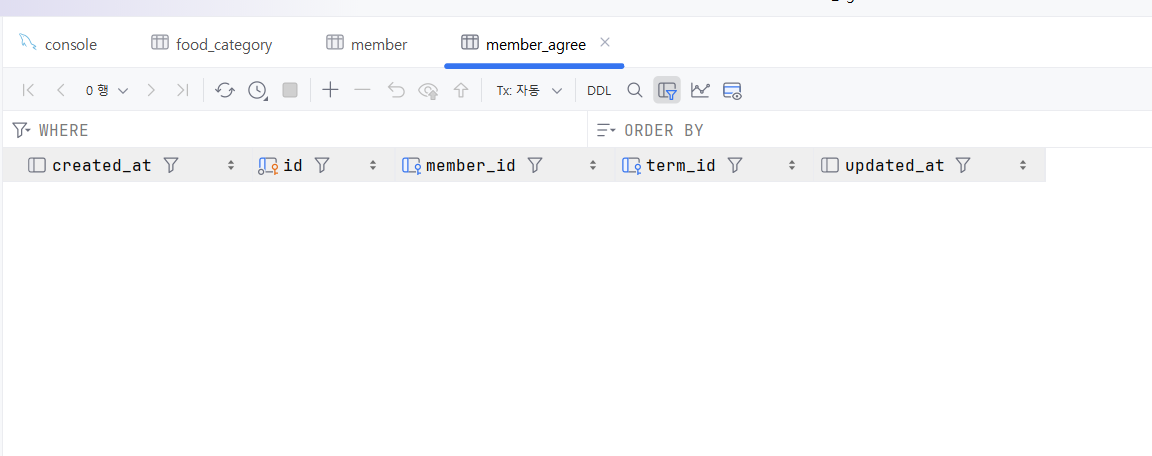 console food_category member member_agree
0 행 Tx: 자동 DDL
WHERE ORDER BY
created_at id member_id term_id updated_at